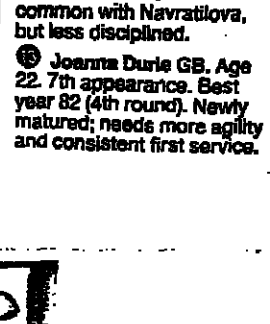 common with Navratilova,
but less disciplined.
Joanna Durie GB. Age
22. 7th appearance. Best
year 82 (4th round). Newly
matured; needs more agility
and consistent first service.